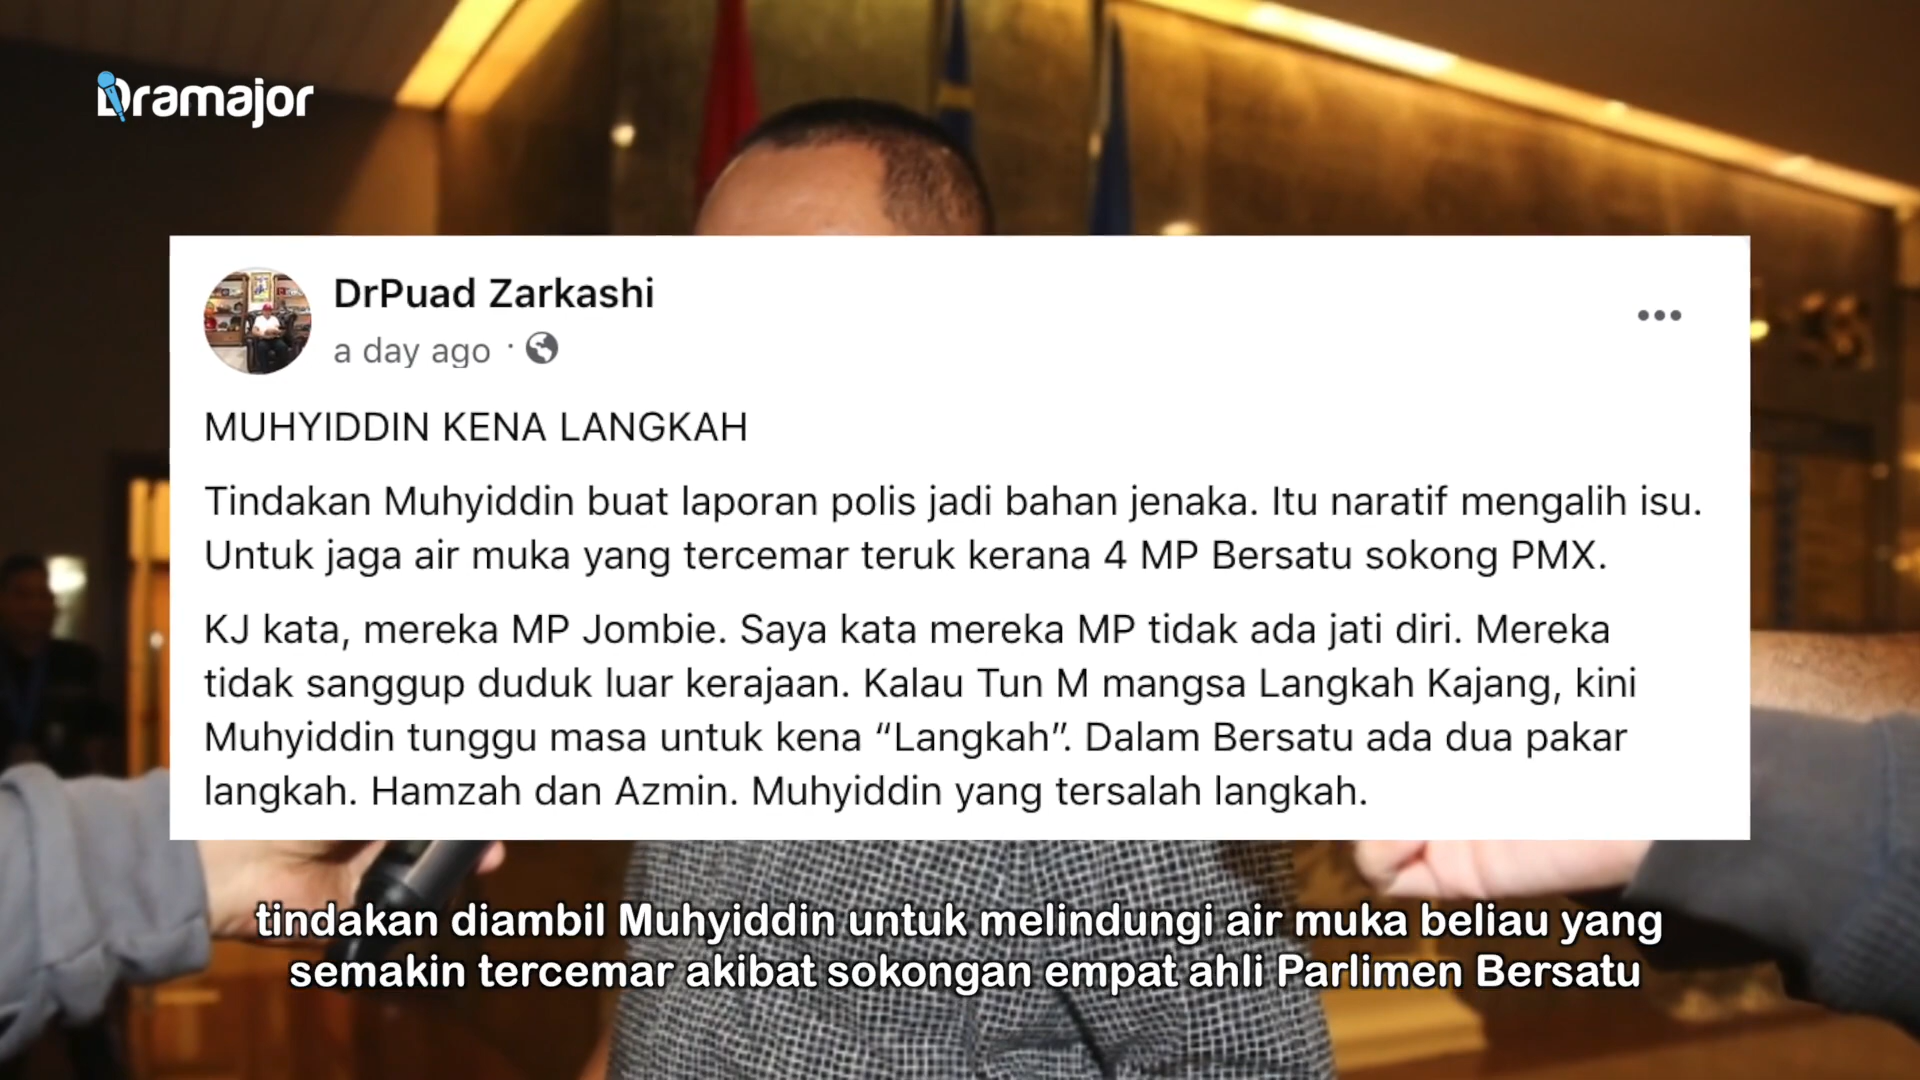 Dramajor
DrPuad Zarkashi
a day ago ·
MUHYIDDIN KENA LANGKAH
Tindakan Muhyiddin buat laporan polis jadi bahan jenaka. Itu naratif mengalih isu.
Untuk jaga air muka yang tercemar teruk kerana 4 MP Bersatu sokong PMX.
KJ kata, mereka MP Jombie. Saya kata mereka MP tidak ada jati diri. Mereka
tidak sanggup duduk luar kerajaan. Kalau Tun M mangsa Langkah Kajang, kini
Muhyiddin tunggu masa untuk kena “Langkah”. Dalam Bersatu ada dua pakar
langkah. Hamzah dan Azmin. Muhyiddin yang tersalah langkah.
tindakan diambil Muhyiddin untuk melindungi air muka beliau yang
semakin tercemar akibat sokongan empat ahli Parlimen Bersatu